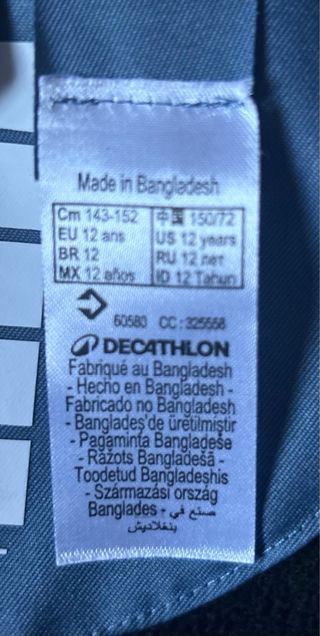 Made in Bangladesh
Cm 143-152 中国 150/72
EU 12 ans US 12 years
BR 12 RU 12 лет
MX 12 años ID 12 Tahun
60580 CC : 325558
DECATHLON
Fabriqué au Bangladesh
- Hecho en Bangladesh -
Fabricado no Bangladesh
- Bangladeş'de üretilmiştir
- Pagaminta Bangladeše
- Ražots Bangladešā -
Toodetud Bangladeshis
- Származási ország
Banglades - صنع في
بنغلاديش